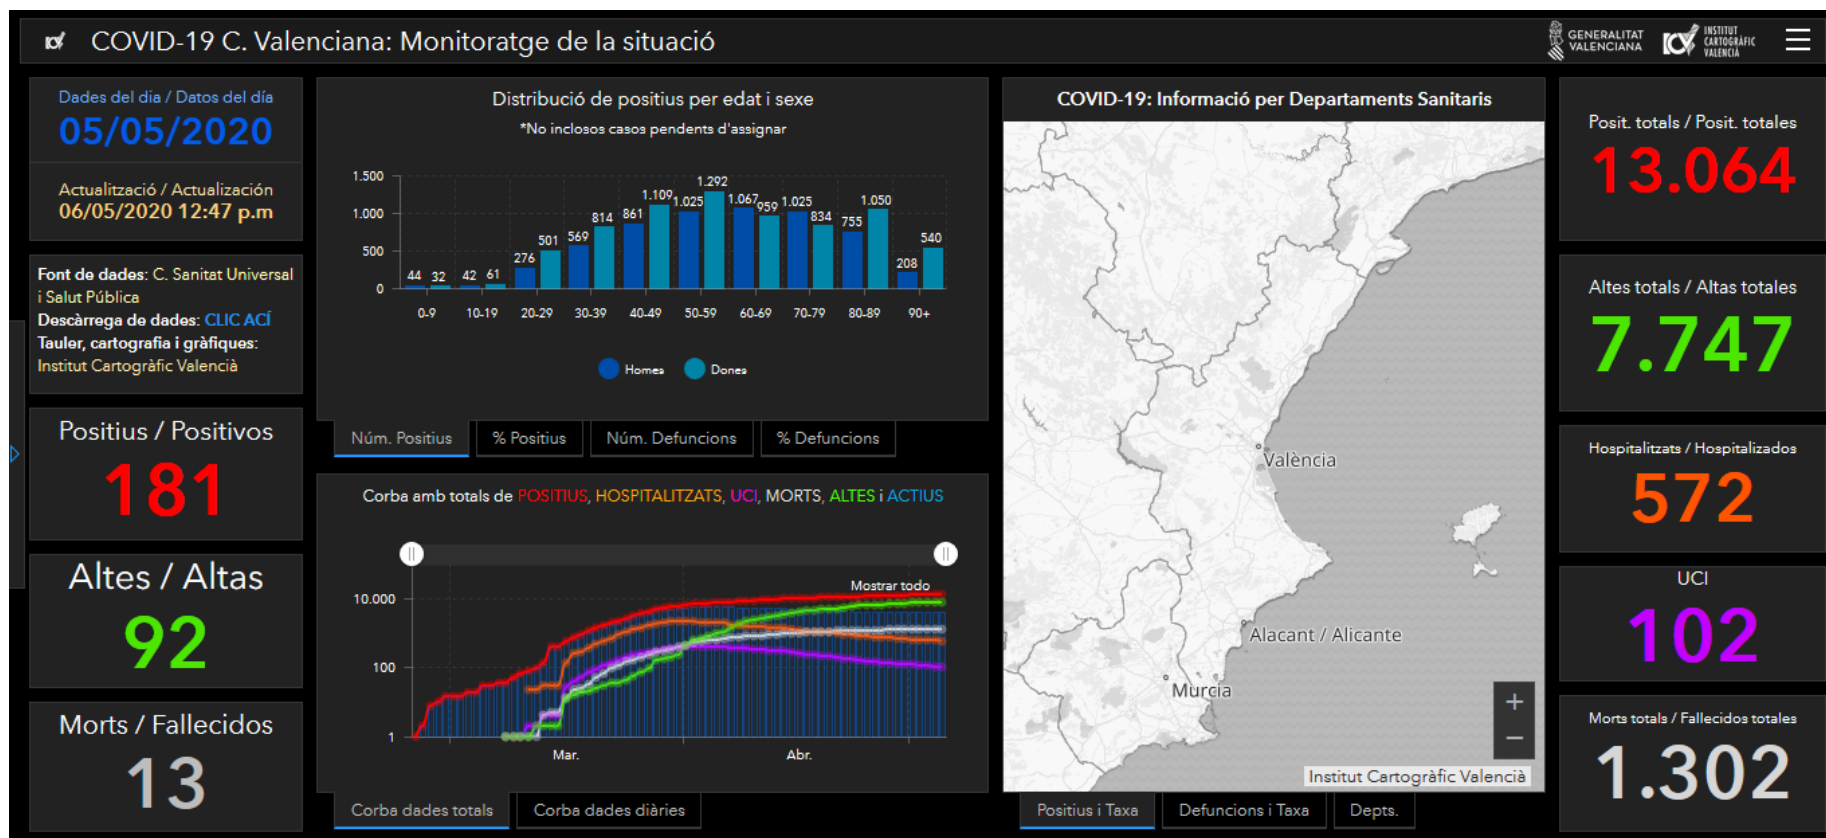 COVID-19 C. Valenciana: Monitoratge de la situació
GENERALITAT
VALENCIANA
INSTITUT
CARTOGRÀFIC
VALENCIÀ
Dades del dia / Datos del día
05/05/2020
Actualització / Actualización
06/05/2020 12:47 p.m
Font de dades: C. Sanitat Universal
i Salut Pública
Descàrrega de dades: CLIC ACÍ
Tauler, cartografia i gràfiques:
Institut Cartogràfic Valencià
Positius / Positivos
181
Altes / Altas
92
Morts / Fallecidos
13
Distribució de positius per edat i sexe
*No inclosos casos pendents d'assignar
1.500
1.000
500
0
44 32 42 61 276 501 569 814 861 1.109 1.025 1.292 1.067 959 1.025 834 755 1.050 208 540
0-9 10-19 20-29 30-39 40-49 50-59 60-69 70-79 80-89 90+
Homes Dones
Núm. Positius % Positius Núm. Defuncions % Defuncions
Corba amb totals de POSITIUS, HOSPITALITZATS, UCI, MORTS, ALTES i ACTIUS
Mostrar todo
10.000
100
1
Mar. Abr.
Corba dades totals Corba dades diàries
COVID-19: Informació per Departaments Sanitaris
València
Alacant / Alicante
Murcia
+
−
Institut Cartogràfic Valencià
Positius i Taxa Defuncions i Taxa Depts.
Posit. totals / Posit. totales
13.064
Altes totals / Altas totales
7.747
Hospitalitzats / Hospitalizados
572
UCI
102
Morts totals / Fallecidos totales
1.302